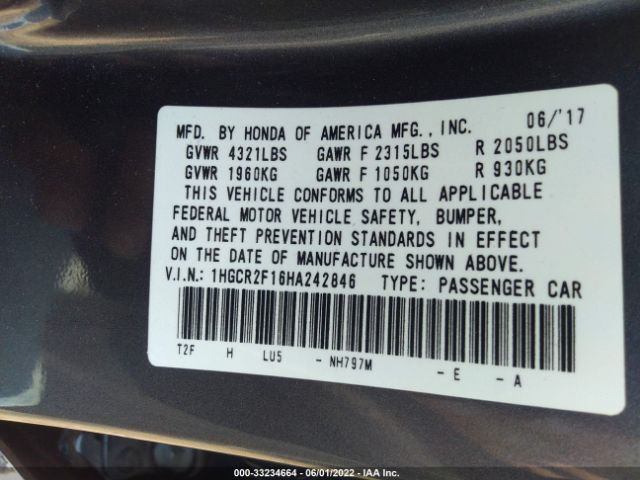 06/'17
MFD. BY HONDA OF AMERICA MFG., INC.
GVWR 4321LBS GAWR F 2315LBS R 2050LBS
GVWR 1960KG GAWR F 1050KG R 930KG
THIS VEHICLE CONFORMS TO ALL APPLICABLE
FEDERAL MOTOR VEHICLE SAFETY, BUMPER,
AND THEFT PREVENTION STANDARDS IN EFFECT
ON THE DATE OF MANUFACTURE SHOWN ABOVE.
V.I.N.: 1HGCR2F16HA242846 TYPE: PASSENGER CAR
T2F H LU5 - NH797M - E - A
000-33234664 - 06/01/2022 - IAA Inc.